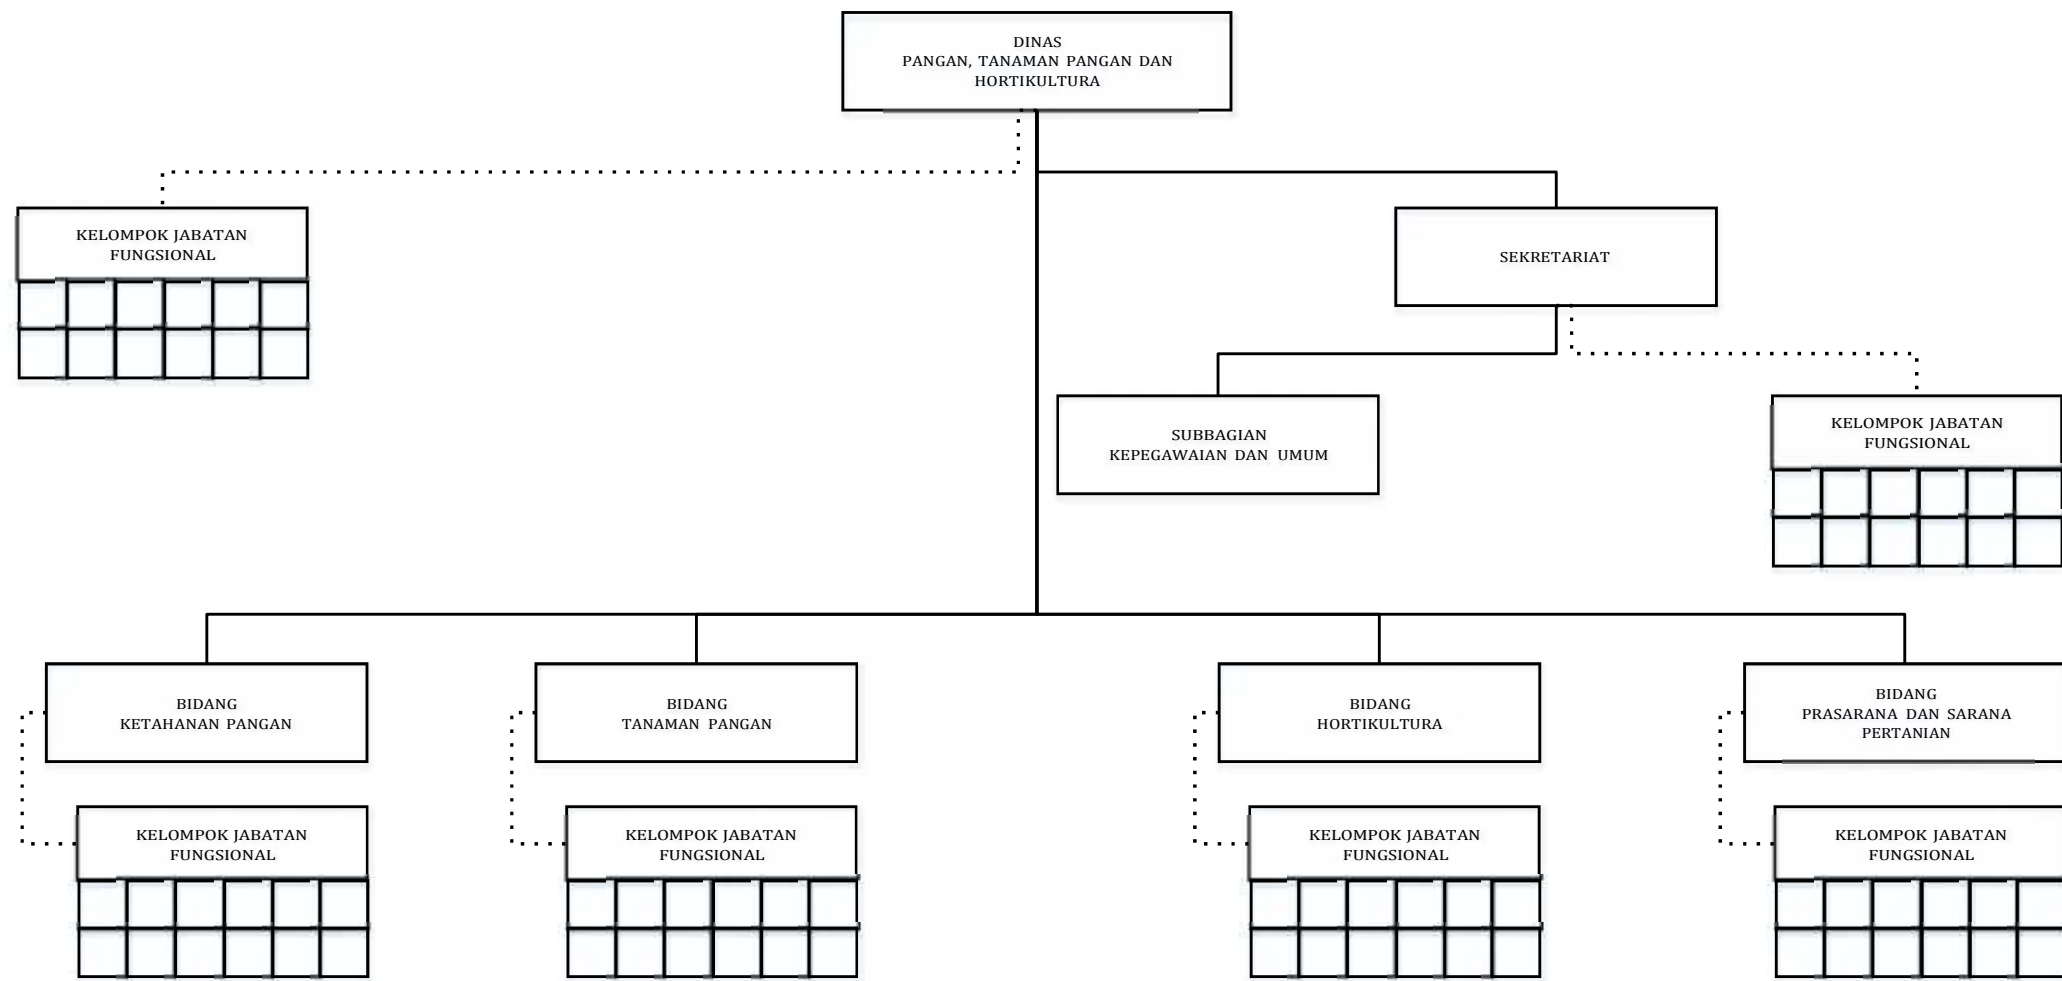 DINAS
PANGAN, TANAMAN PANGAN DAN
HORTIKULTURA
KELOMPOK JABATAN
FUNGSIONAL
SEKRETARIAT
SUBBAGIAN
KEPEGAWAIAN DAN UMUM
KELOMPOK JABATAN
FUNGSIONAL
BIDANG
KETAHANAN PANGAN
BIDANG
TANAMAN PANGAN
BIDANG
HORTIKULTURA
BIDANG
PRASARANA DAN SARANA
PERTANIAN
KELOMPOK JABATAN
FUNGSIONAL
KELOMPOK JABATAN
FUNGSIONAL
KELOMPOK JABATAN
FUNGSIONAL
KELOMPOK JABATAN
FUNGSIONAL